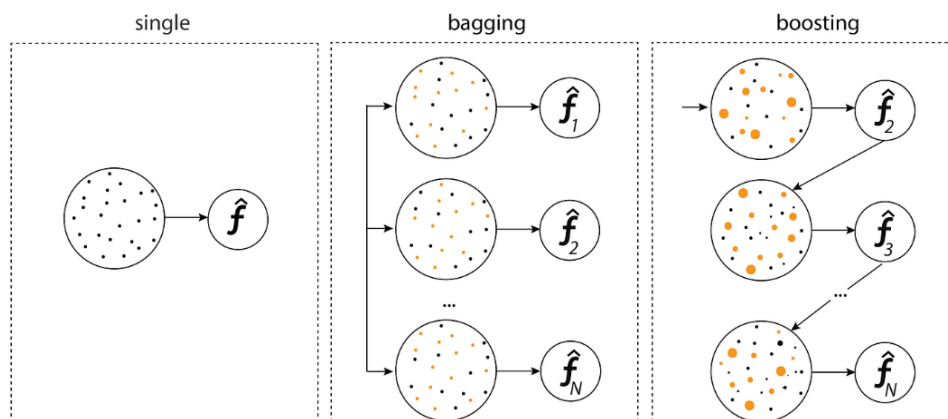 single
bagging
boosting
f̂
f̂1
f̂2
...
f̂N
f̂2
f̂3
...
f̂N